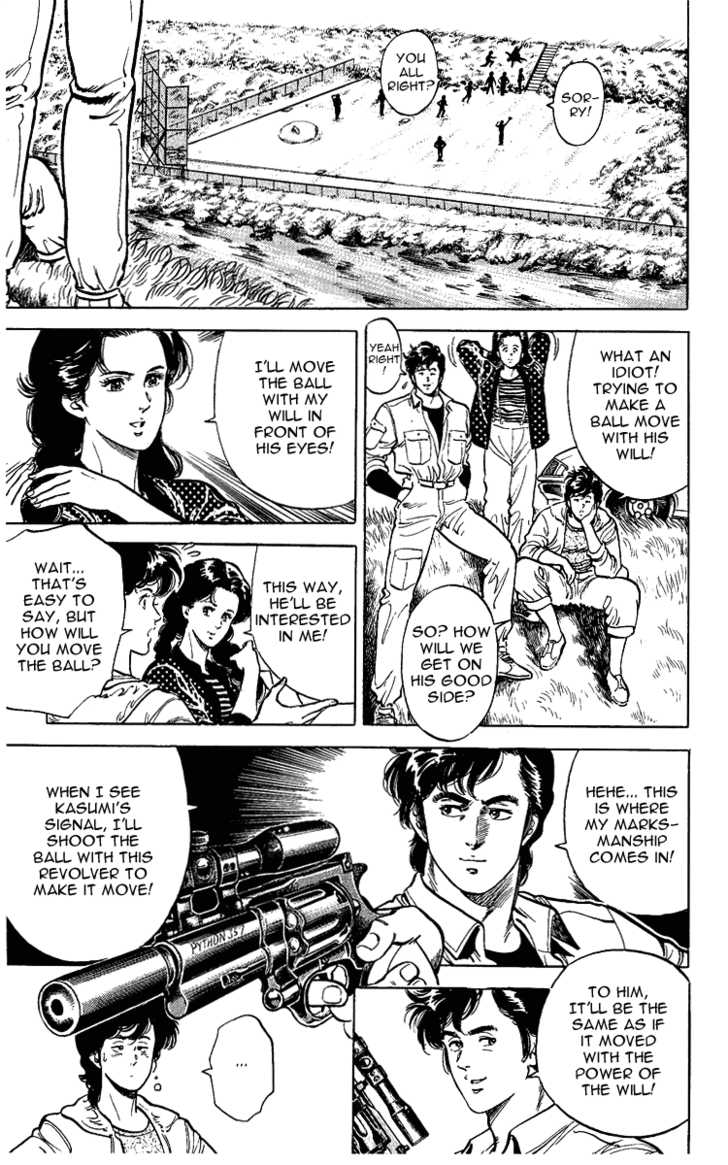 YOU
ALL
RIGHT?
SOR-
RY!
WHAT AN
IDIOT!
TRYING TO
MAKE A
BALL MOVE
WITH HIS
WILL!
YEAH
RIGHT
!
SO? HOW
WILL WE
GET ON
HIS GOOD
SIDE?
I'LL MOVE
THE BALL
WITH MY
WILL IN
FRONT OF
HIS EYES!
THIS WAY,
HE'LL BE
INTERESTED
IN ME!
WAIT...
THAT'S
EASY TO
SAY, BUT
HOW WILL
YOU MOVE
THE BALL?
HEHE... THIS
IS WHERE
MY MARKS-
MANSHIP
COMES IN!
WHEN I SEE
KASUMI'S
SIGNAL, I'LL
SHOOT THE
BALL WITH THIS
REVOLVER TO
MAKE IT MOVE!
PYTHON 357
TO HIM,
IT'LL BE THE
SAME AS IF
IT MOVED
WITH THE
POWER OF
THE WILL!
...